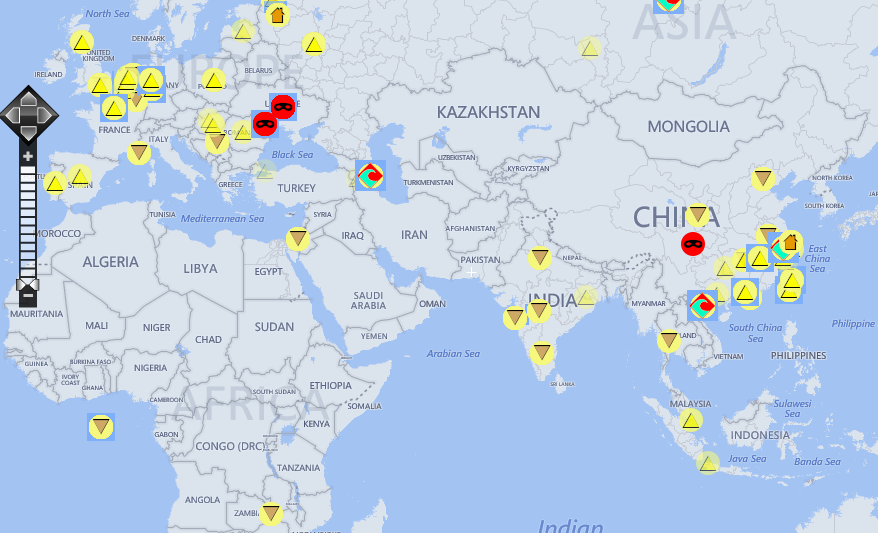 North Sea
DENMARK
ASIA
UNITED
KINGDOM
IRELAND
BELARUS
KAZAKHSTAN
MONGOLIA
FRANCE
ITALY
Black Sea
UZBEKISTAN
KYRGYZSTAN
NORTH KOREA
GREECE
TURKEY
TURKMENISTAN
SOUTH KOREA
TUNISIA
Mediterranean Sea
SYRIA
CHINA
MOROCCO
AFGHANISTAN
IRAQ
IRAN
East
China
Sea
ALGERIA
LIBYA
EGYPT
PAKISTAN
NEPAL
SAUDI
ARABIA
OMAN
INDIA
MYANMAR
MAURITANIA
MALI
NIGER
SUDAN
CHAD
YEMEN
South China
Sea
Philippine
Arabian Sea
VIETNAM
PHILIPPINES
GUINEA
BURKINA FASO
IVORY
COAST
GHANA
NIGERIA
ETHIOPIA
SRI LANKA
SOUTH SUDAN
CAMEROON
AFRICA
SOMALIA
MALAYSIA
Sulawesi
Sea
GABON
KENYA
CONGO (DRC)
INDONESIA
TANZANIA
Java Sea
Banda Sea
ANGOLA
ZAMBIA
Indian